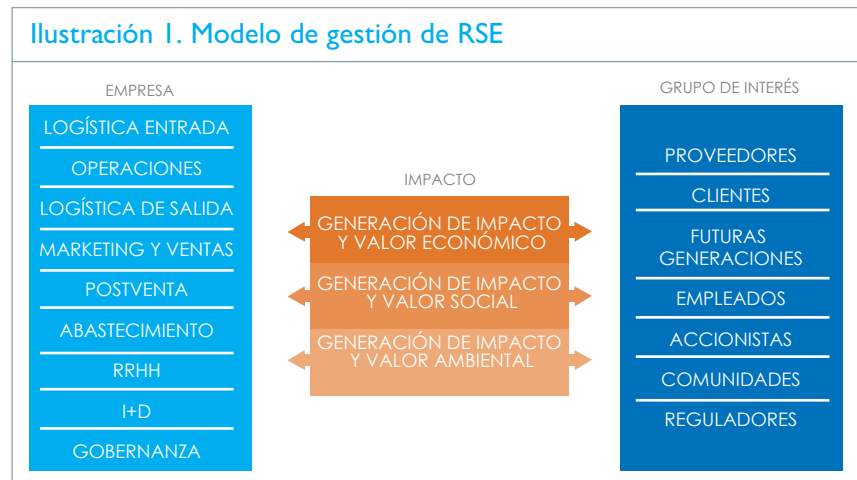 Ilustración 1. Modelo de gestión de RSE
EMPRESA
LOGÍSTICA ENTRADA
OPERACIONES
LOGÍSTICA DE SALIDA
MARKETING Y VENTAS
POSTVENTA
ABASTECIMIENTO
RRHH
I+D
GOBERNANZA
IMPACTO
GENERACIÓN DE IMPACTO
Y VALOR ECONÓMICO
GENERACIÓN DE IMPACTO
Y VALOR SOCIAL
GENERACIÓN DE IMPACTO
Y VALOR AMBIENTAL
GRUPO DE INTERÉS
PROVEEDORES
CLIENTES
FUTURAS
GENERACIONES
EMPLEADOS
ACCIONISTAS
COMUNIDADES
REGULADORES